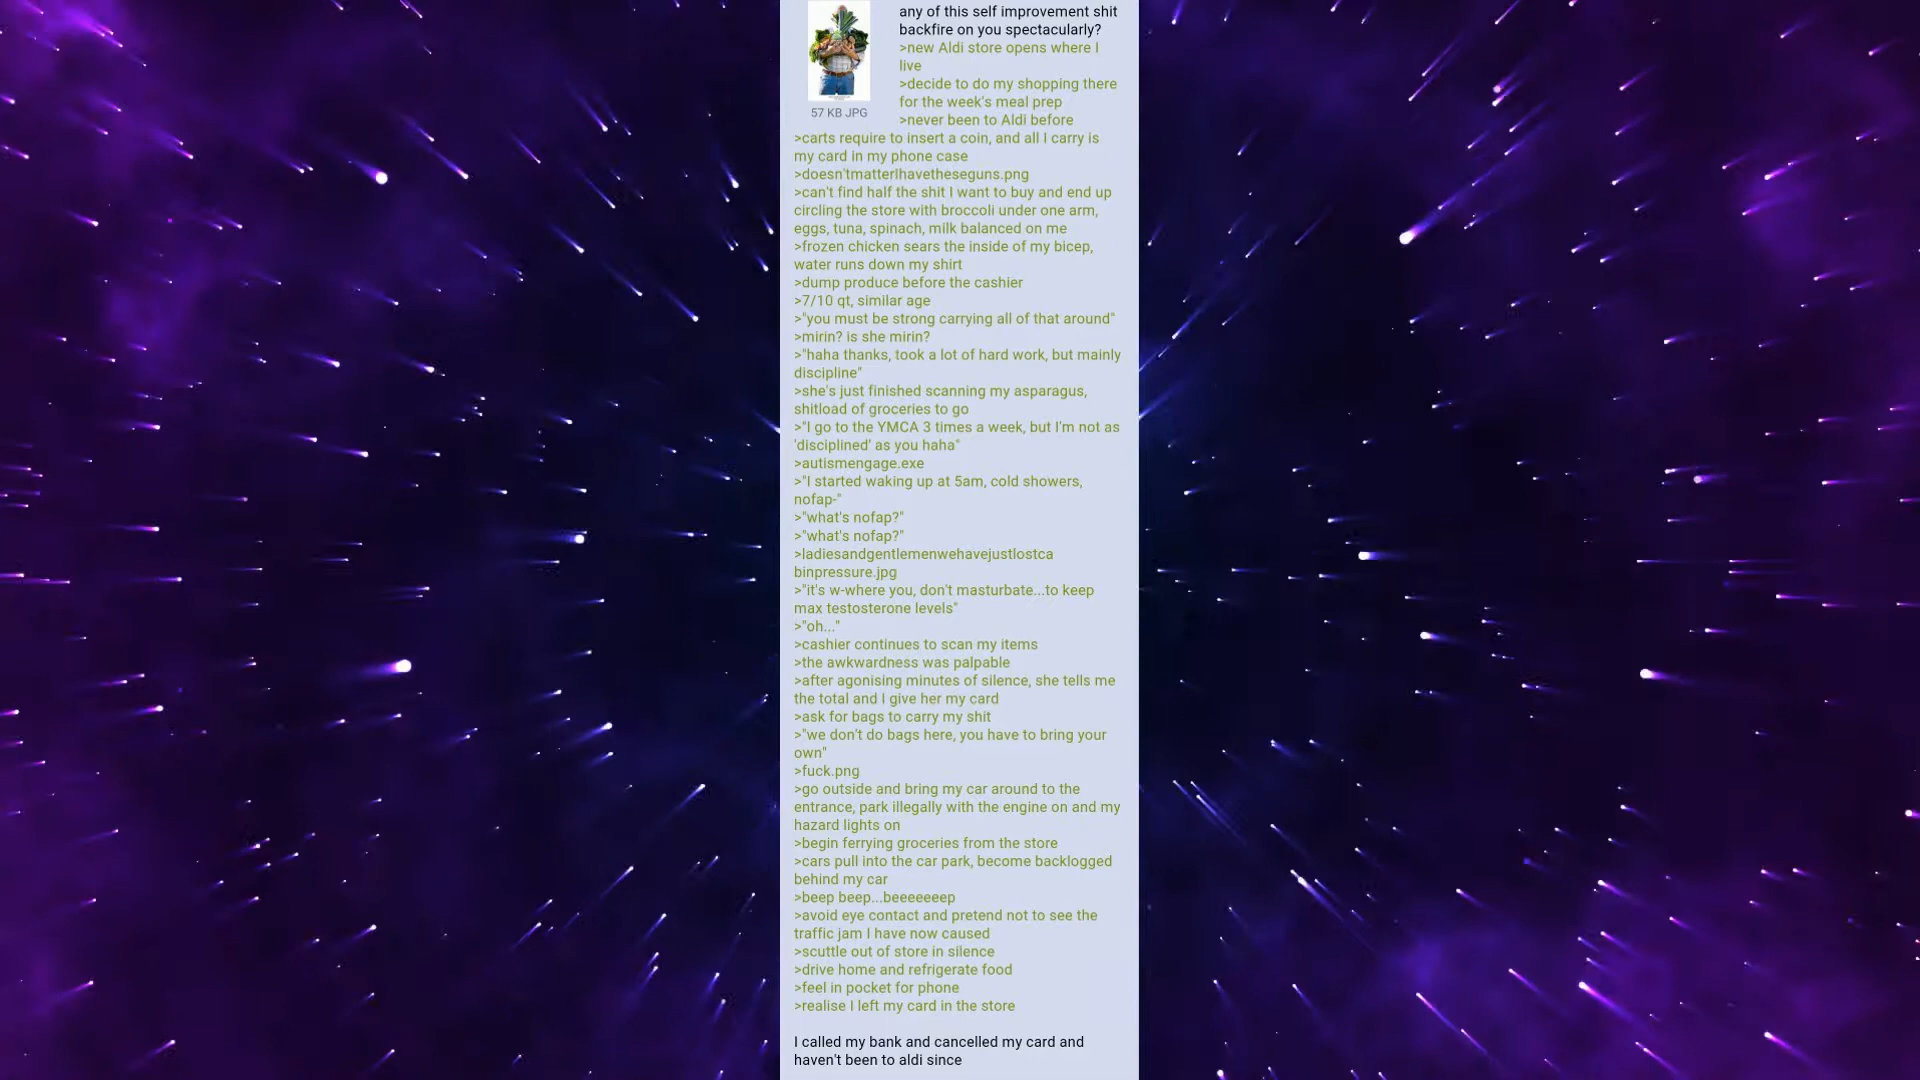 any of this self improvement shit
backfire on you spectacularly?
>new Aldi store opens where I
live
>decide to do my shopping there
for the week's meal prep
57 KB JPG
>never been to Aldi before
>carts require to insert a coin, and all I carry is
my card in my phone case
>doesn'tmatterIhavetheseguns.png
>can't find half the shit I want to buy and end up
circling the store with broccoli under one arm,
eggs, tuna, spinach, milk balanced on me
>frozen chicken sears the inside of my bicep,
water runs down my shirt
>dump produce before the cashier
>7/10 qt, similar age
>"you must be strong carrying all of that around"
>mirin? is she mirin?
>"haha thanks, took a lot of hard work, but mainly
discipline"
>she's just finished scanning my asparagus,
shitload of groceries to go
>"I go to the YMCA 3 times a week, but I'm not as
'disciplined' as you haha"
>autismengage.exe
>"I started waking up at 5am, cold showers,
nofap-"
>"what's nofap?"
>"what's nofap?"
>ladiesandgentlemenwehavejustlostca
binpressure.jpg
>"it's w-where you, don't masturbate...to keep
max testosterone levels"
>"oh..."
>cashier continues to scan my items
>the awkwardness was palpable
>after agonising minutes of silence, she tells me
the total and I give her my card
>ask for bags to carry my shit
>"we don't do bags here, you have to bring your
own"
>fuck.png
>go outside and bring my car around to the
entrance, park illegally with the engine on and my
hazard lights on
>begin ferrying groceries from the store
>cars pull into the car park, become backlogged
behind my car
>beep beep...beeeeeeep
>avoid eye contact and pretend not to see the
traffic jam I have now caused
>scuttle out of store in silence
>drive home and refrigerate food
>feel in pocket for phone
>realise I left my card in the store
I called my bank and cancelled my card and
haven't been to aldi since